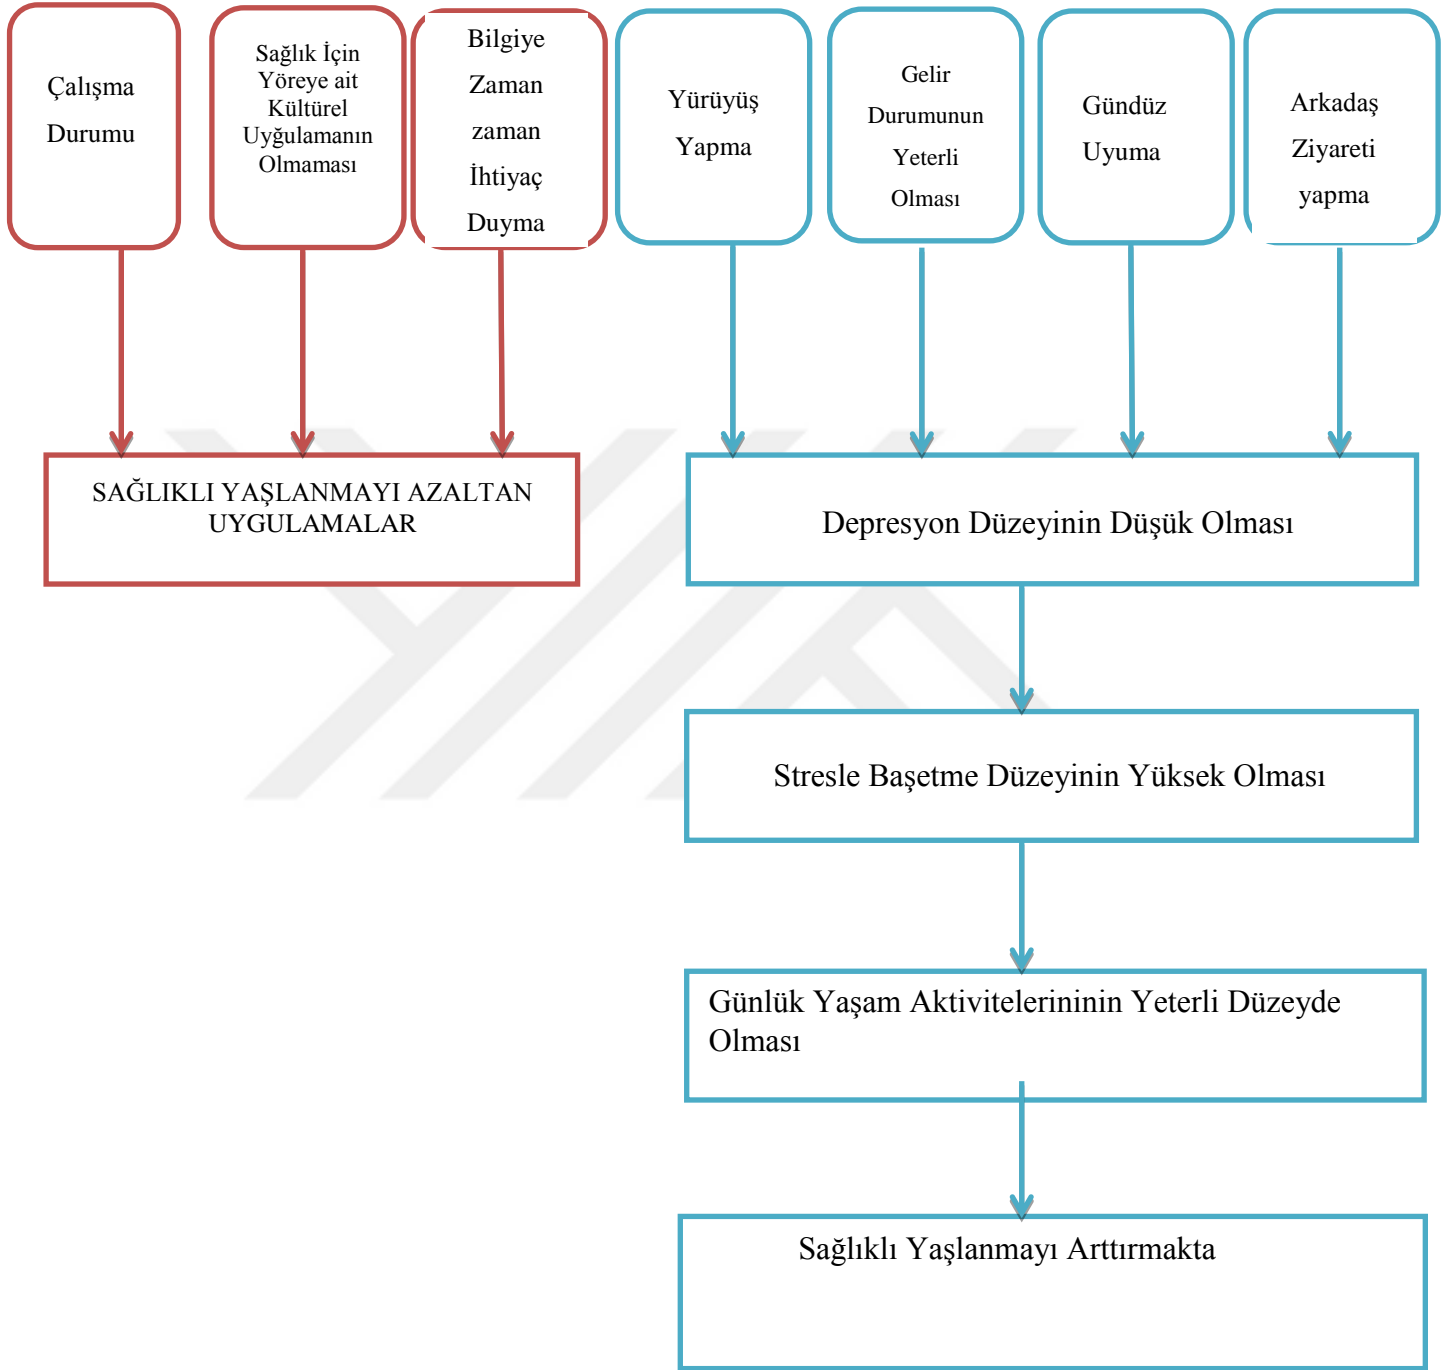 Çalışma
Durumu
Sağlık İçin
Yöreye ait
Kültürel
Uyğulamanın
Olmaması
Bilgiye
Zaman
zaman
İhtiyaç
Duyma
Yürüyüş
Yapma
Gelir
Durumunun
Yeterli
Olması
Gündüz
Uyuma
Arkadaş
Ziyareti
yapma
SAĞLIKLI YAŞLANMAYI AZALTAN
UYGULAMALAR
Depresyon Düzeyinin Düşük Olması
Stresle Başetme Düzeyinin Yüksek Olması
Günlük Yaşam Aktivitelerininin Yeterli Düzeyde
Olması
Sağlıklı Yaşlanmayı Arttırmakta